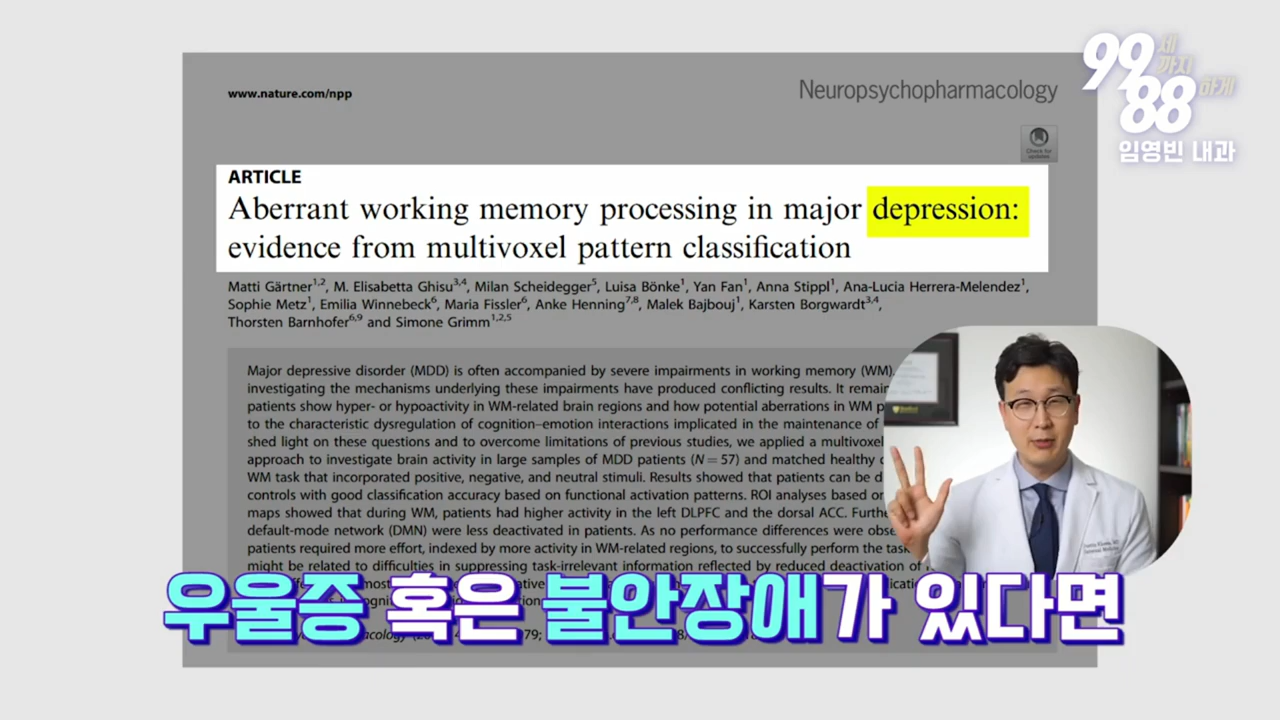 99세
까지
88하게
임영빈 내과
www.nature.com/npp
Neuropsychopharmacology
Check for
updates
ARTICLE
Aberrant working memory processing in major depression:
evidence from multivoxel pattern classification
Matti Gärtner1,2, M. Elisabetta Ghisu3,4, Milan Scheidegger5, Luisa Bönke1, Yan Fan1, Anna Stippl1, Ana-Lucia Herrera-Melendez1,
Sophie Metz1, Emilia Winnebeck6, Maria Fissler6, Anke Henning7,8, Malek Bajbouj1, Karsten Borgwardt3,4,
Thorsten Barnhofer6,9 and Simone Grimm1,2,5
Major depressive disorder (MDD) is often accompanied by severe impairments in working memory (WM).
investigating the mechanisms underlying these impairments have produced conflicting results. It remain
patients show hyper- or hypoactivity in WM-related brain regions and how potential aberrations in WM p
to the characteristic dysregulation of cognition–emotion interactions implicated in the maintenance of
shed light on these questions and to overcome limitations of previous studies, we applied a multivoxel
approach to investigate brain activity in large samples of MDD patients (N = 57) and matched healthy c
WM task that incorporated positive, negative, and neutral stimuli. Results showed that patients can be d
controls with good classification accuracy based on functional activation patterns. ROI analyses based on
maps showed that during WM, patients had higher activity in the left DLPFC and the dorsal ACC. Furthe
default-mode network (DMN) were less deactivated in patients. As no performance differences were obse
patients required more effort, indexed by more activity in WM-related regions, to successfully perform the task
might be related to difficulties in suppressing task-irrelevant information reflected by reduced deactivation of
우울증 혹은 불안장애가 있다면